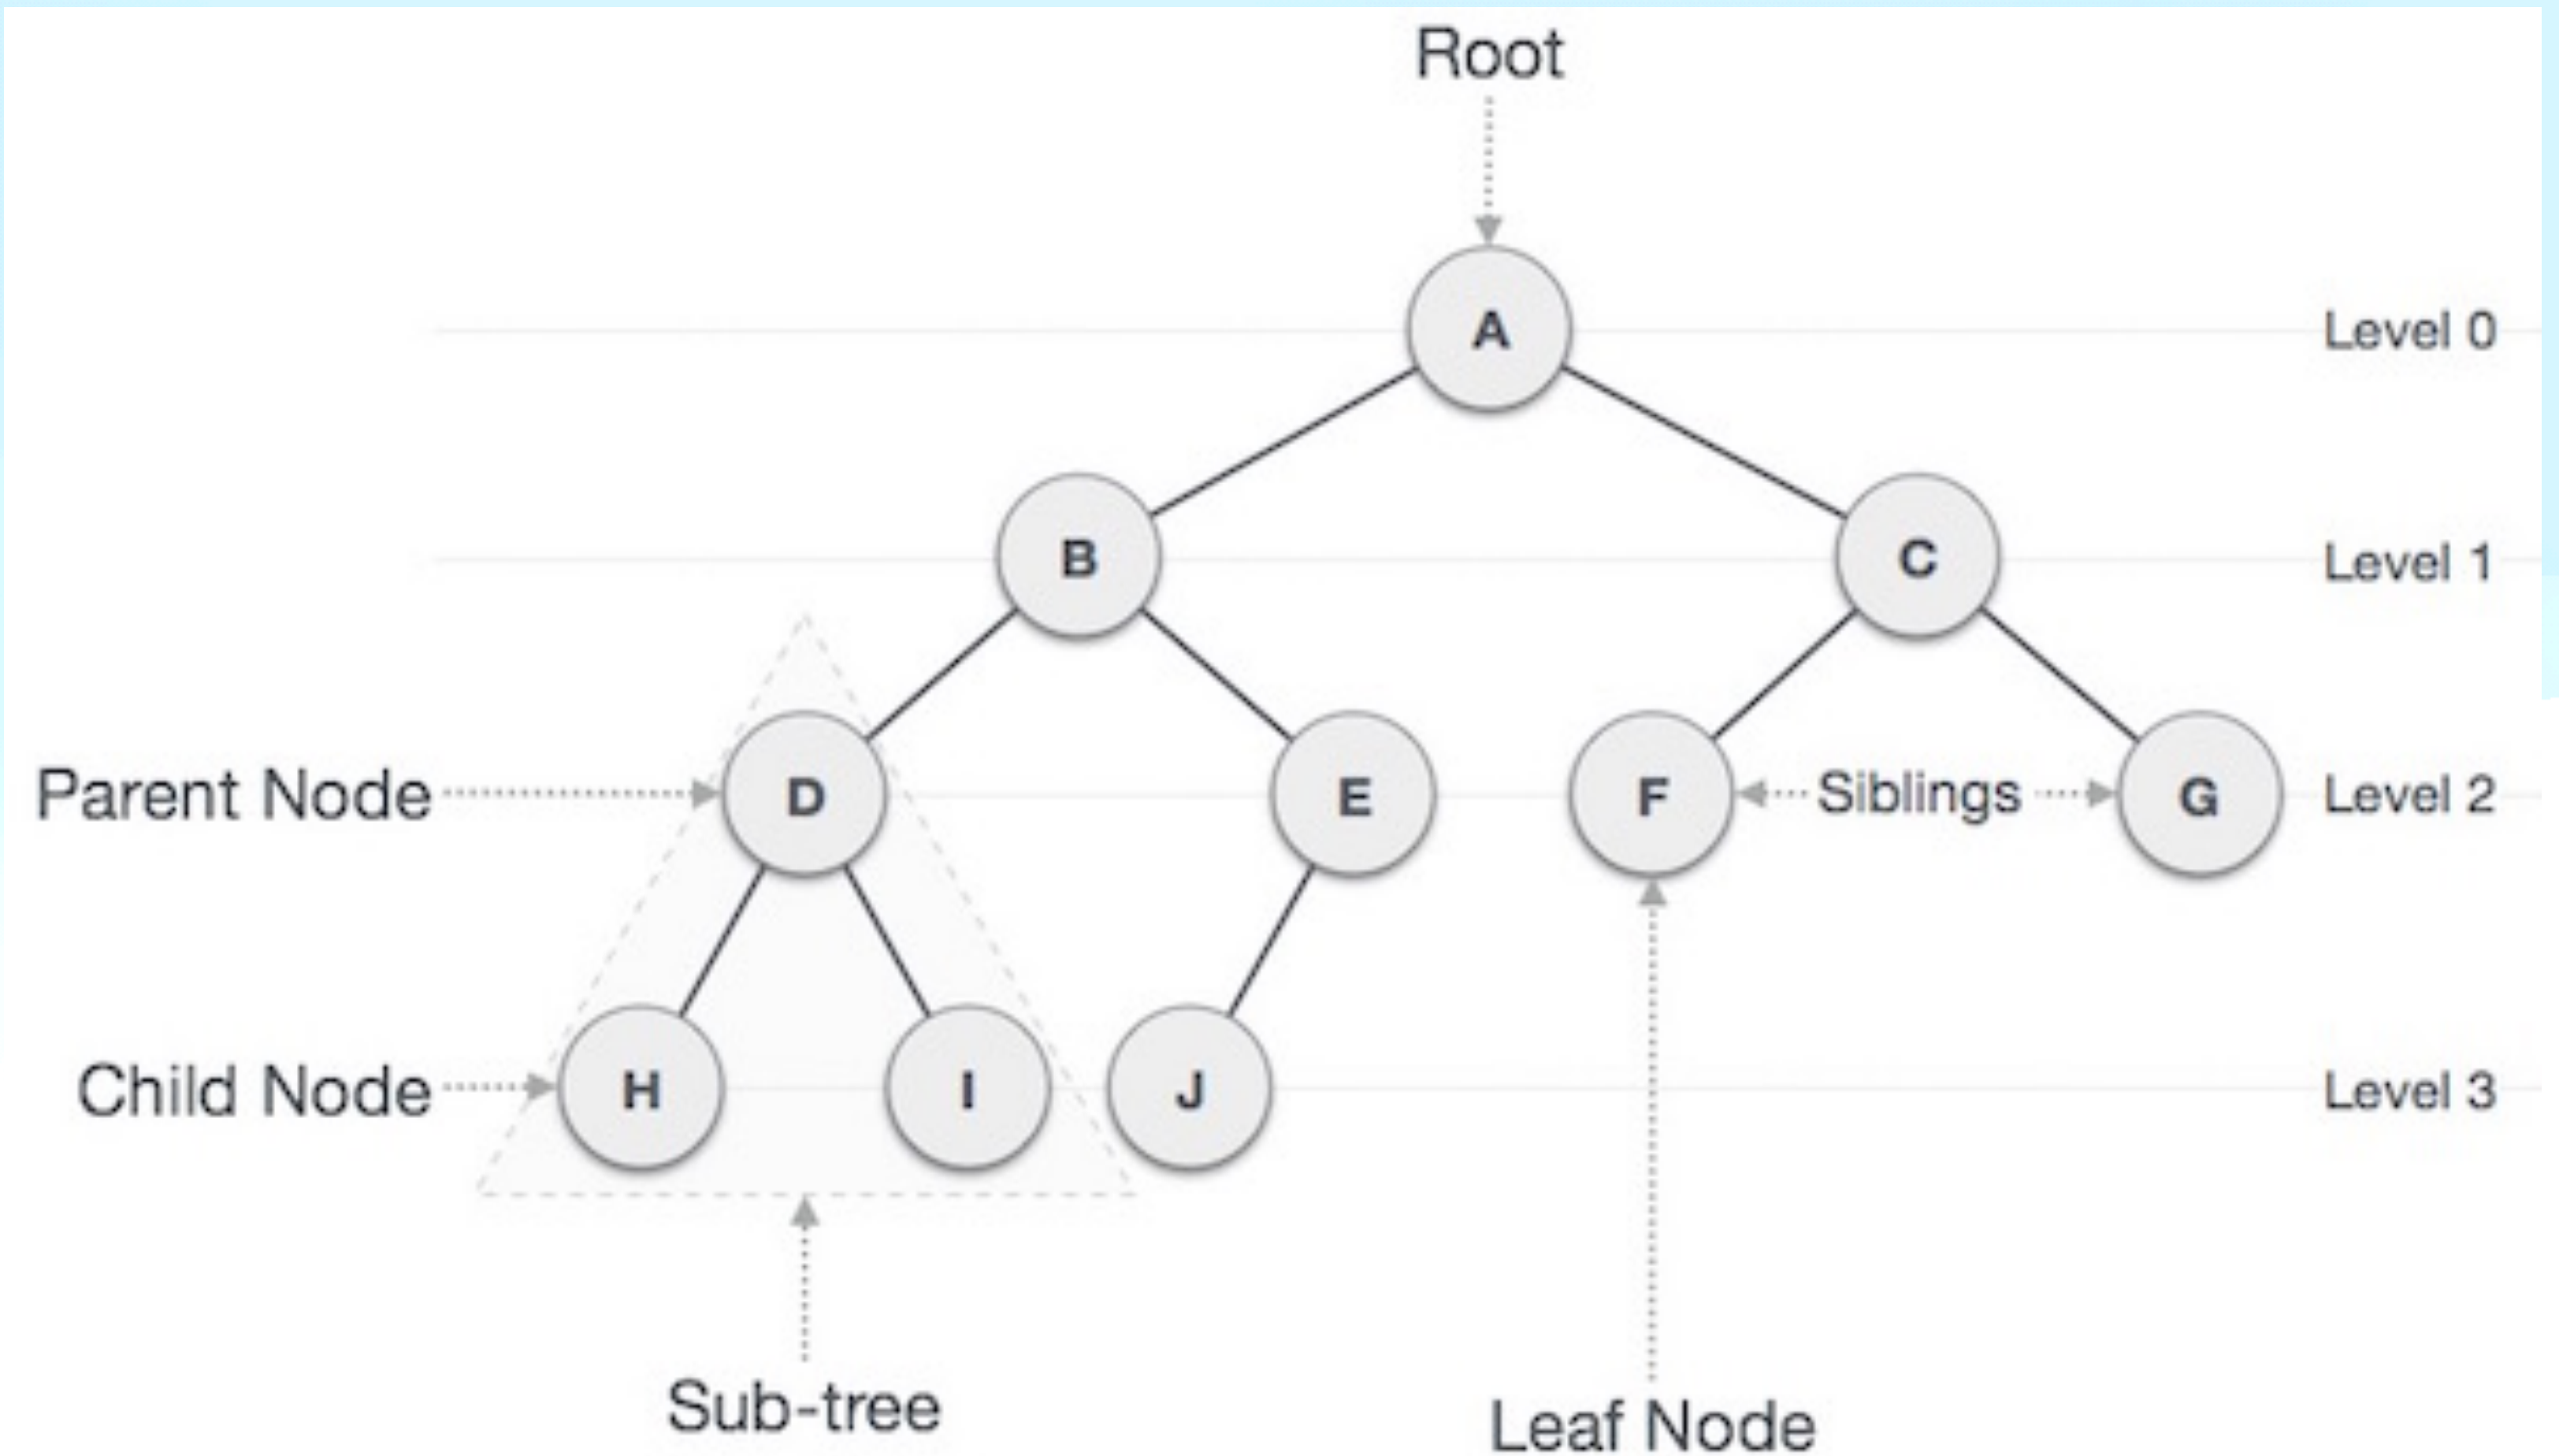 Root
A
Level 0
B
C
Level 1
Parent Node
D
E
F
Siblings
G
Level 2
Child Node
H
I
J
Level 3
Sub-tree
Leaf Node